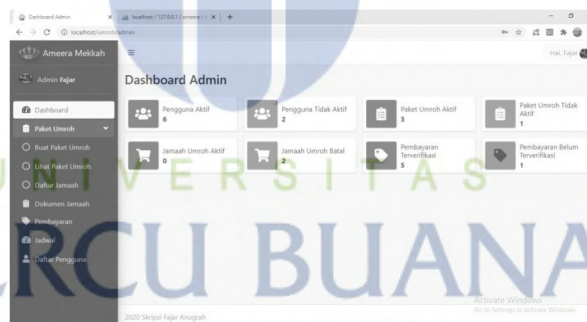 Dashboard Admin
localhost / 127.0.0.1 / ameera
localhost/umroh/admin
Ameera Mekkah
Hai, Fajar
Admin Fajar
Dashboard Admin
Dashboard
Paket Umroh
Buat Paket Umroh
Lihat Paket Umroh
Daftar Jamaah
Dokumen Jamaah
Pembayaran
Jadwal
Daftar Pengguna
Pengguna Aktif
6
Pengguna Tidak Aktif
2
Paket Umroh Aktif
3
Paket Umroh Tidak
Aktif
1
Jamaah Umroh Aktif
0
Jamaah Umroh Batal
2
Pembayaran
Terverifikasi
5
Pembayaran Belum
Terverifikasi
1
UNIVERSITAS
ERCU BUANA
Activate Windows
Go to Settings to activate Windows.
2020 Skripsi Fajar Anugrah